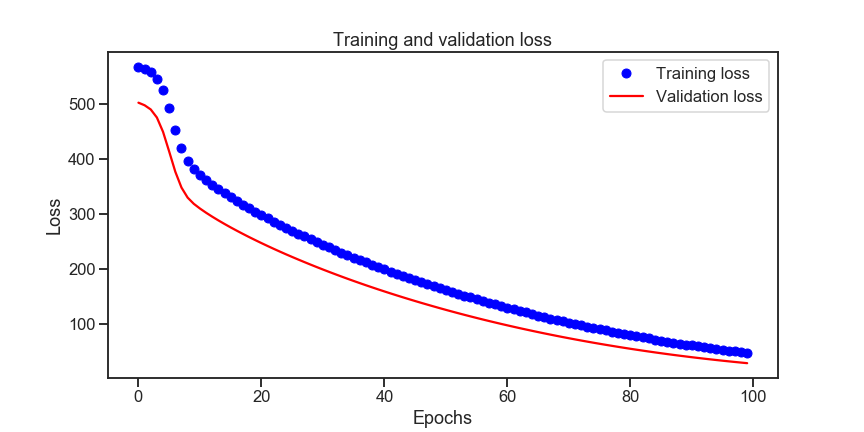 Training and validation loss
Training loss
Validation loss
Loss
500
400
300
200
100
0 20 40 60 80 100
Epochs